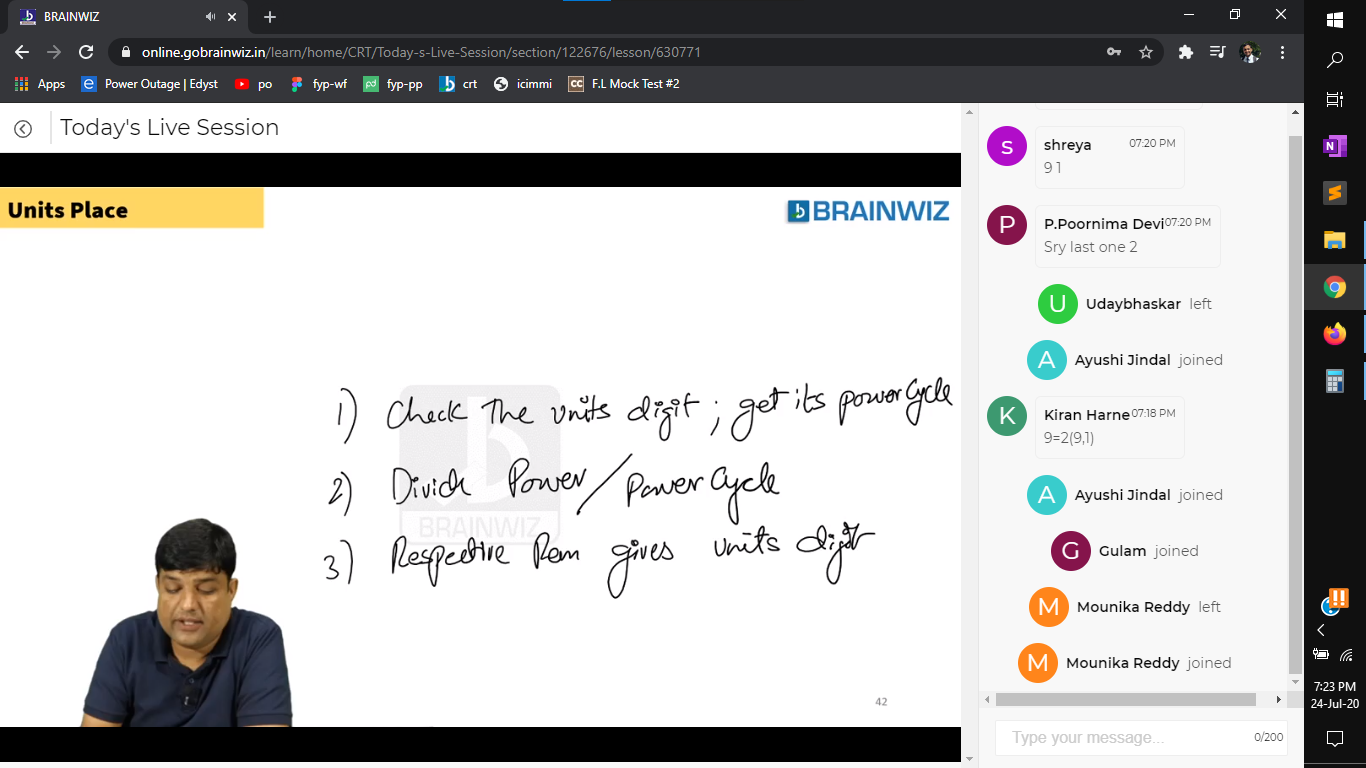 BRAINWIZ
online.gobrainwiz.in/learn/home/CRT/Today-s-Live-Session/section/122676/lesson/630771
Apps
Power Outage | Edyst
po
fyp-wf
fyp-pp
crt
icimmi
F.L Mock Test #2
Today's Live Session
Units Place
BRAINWIZ
1) Check The units digit ; get its power cycle
2) Divide Power / power cycle
3) Respective Rem gives units digit
BRAINWIZ
42
S
shreya 07:20 PM
9 1
P
P.Poornima Devi 07:20 PM
Sry last one 2
U
Udaybhaskar left
A
Ayushi Jindal joined
K
Kiran Harne 07:18 PM
9=2(9,1)
A
Ayushi Jindal joined
G
Gulam joined
M
Mounika Reddy left
M
Mounika Reddy joined
Type your message... 0/200
7:23 PM
24-Jul-20